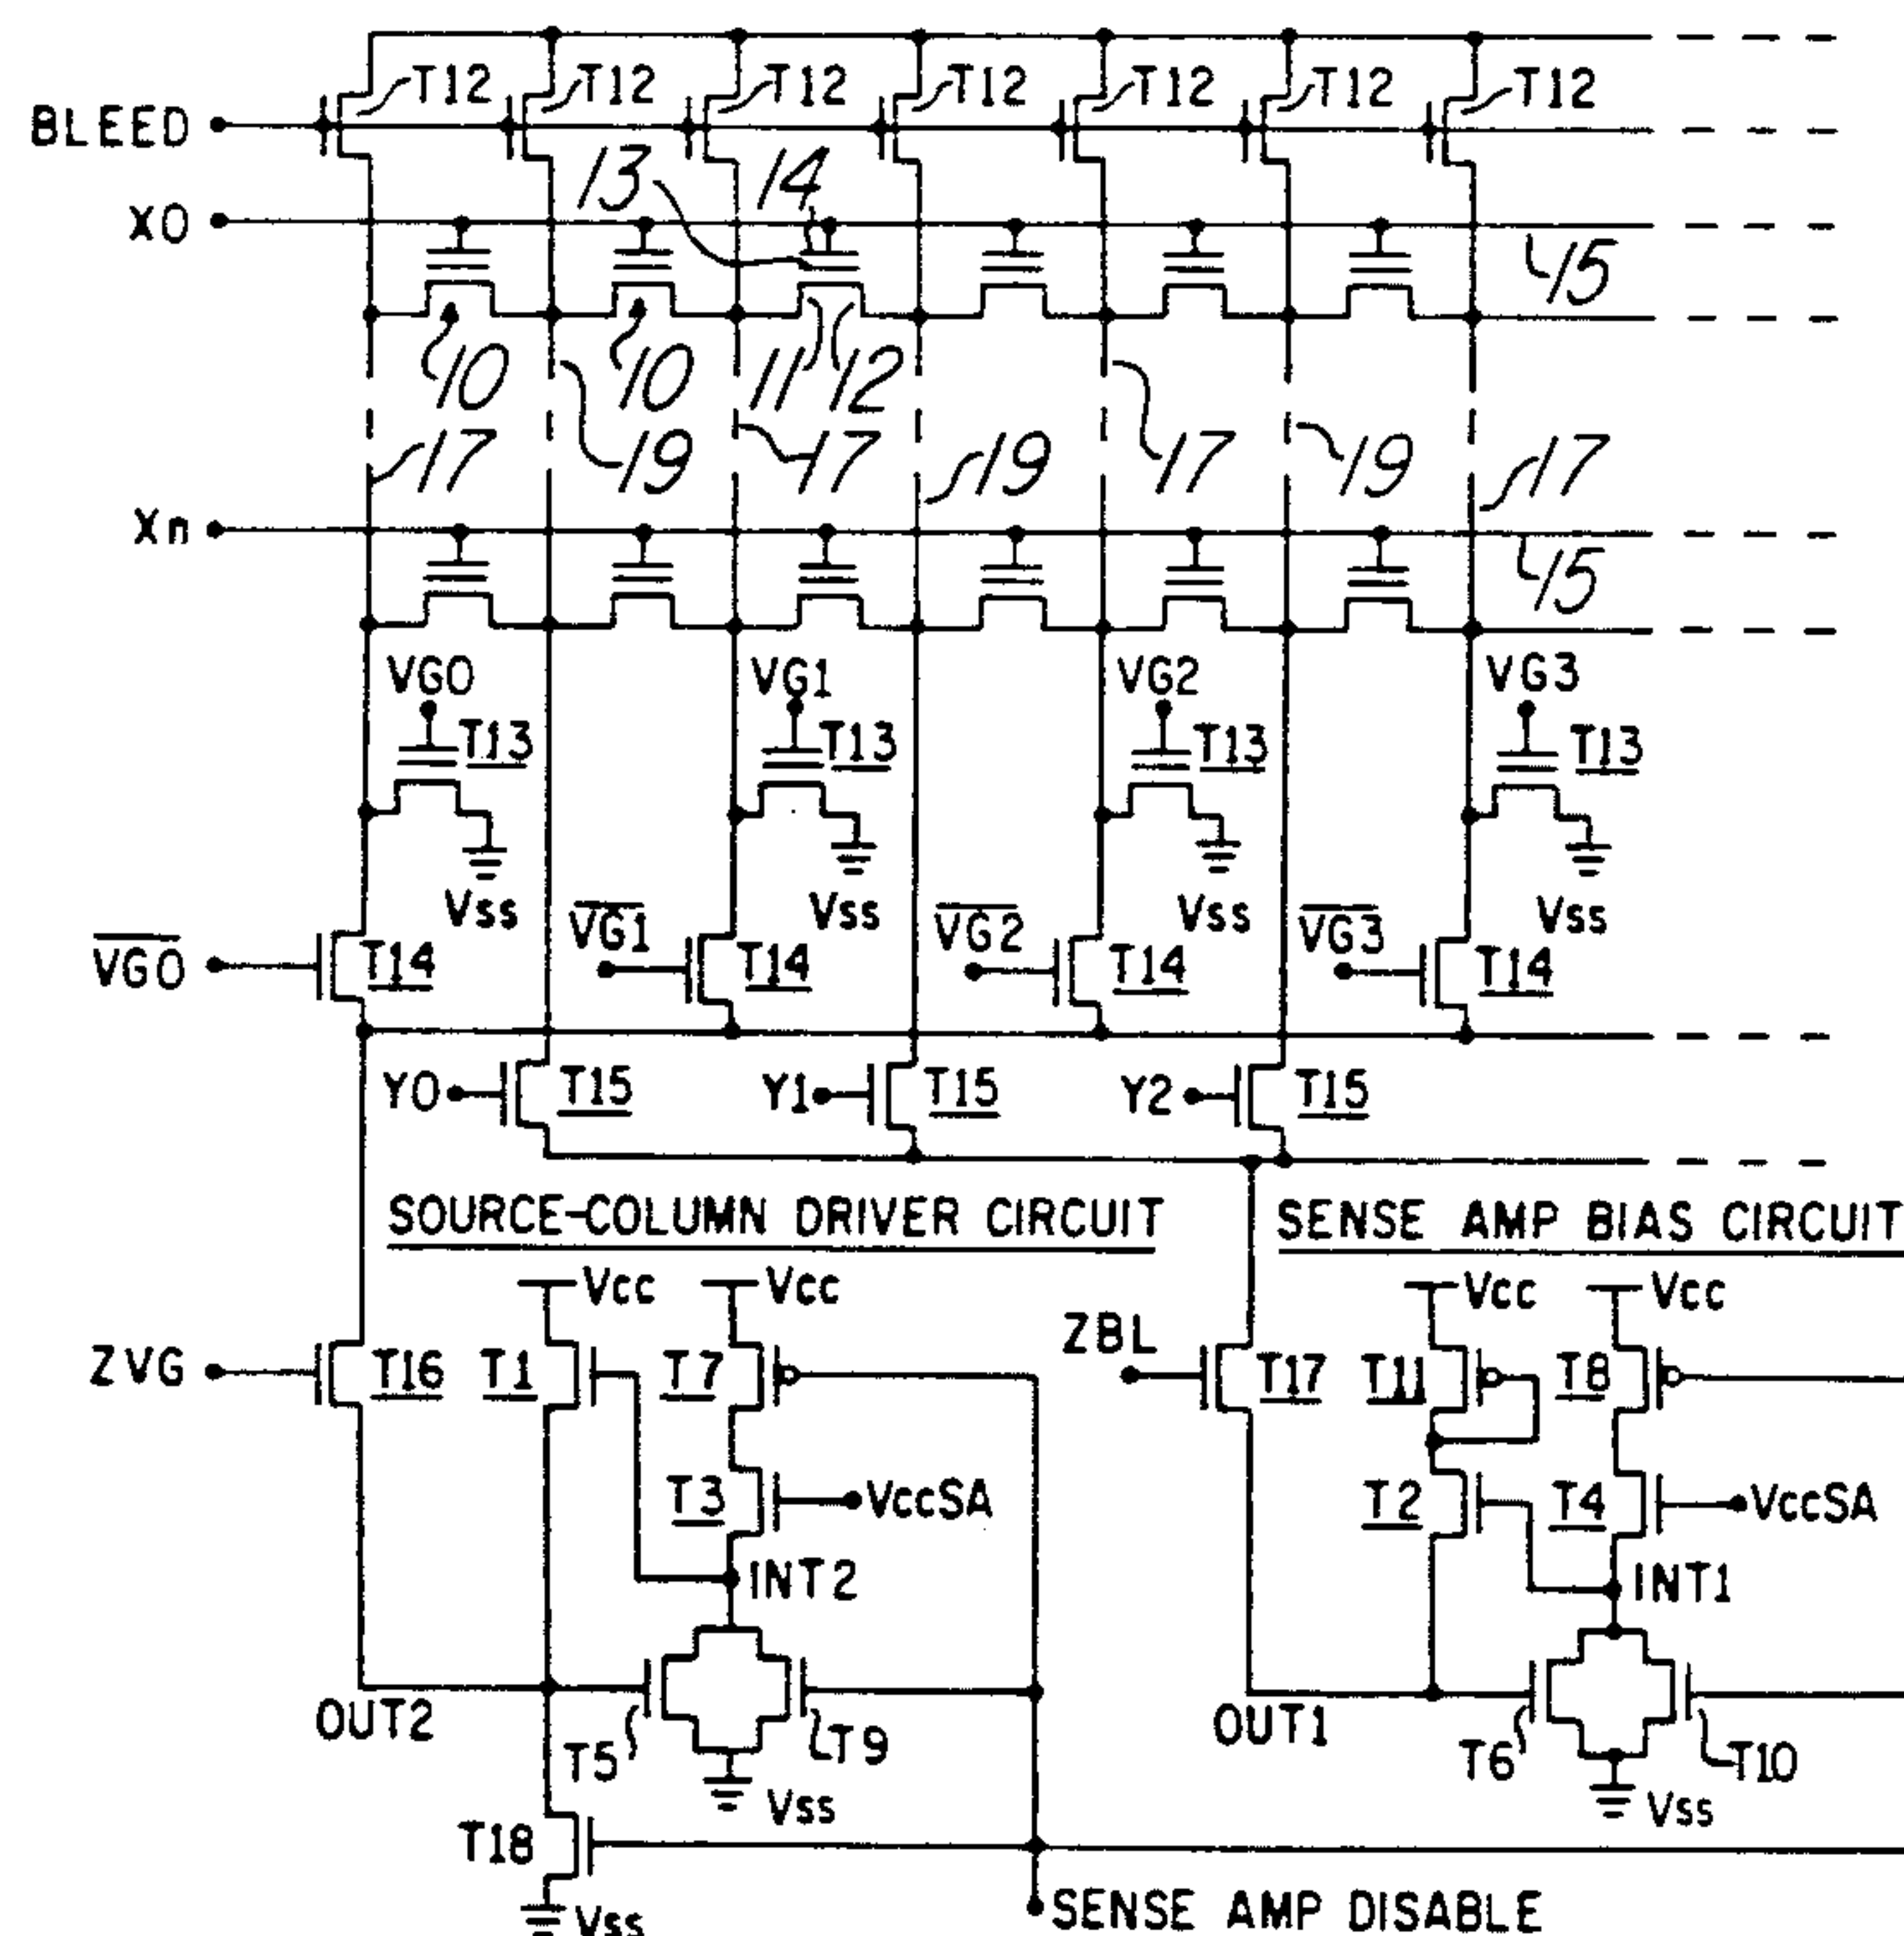 T12 T12 T12 T12 T12 T12 T12
BLEED
13 14
X0
15
10 10 11 12
17 19 17 19 17 19 17
Xn
15
VG0 VG1 VG2 VG3
T13 T13 T13 T13
Vss Vss Vss Vss
VG0 T14 VG1 T14 VG2 T14 VG3 T14
Y0 T15 Y1 T15 Y2 T15
SOURCE-COLUMN DRIVER CIRCUIT SENSE AMP BIAS CIRCUIT
Vcc Vcc Vcc Vcc
ZVG T16 T1 T7 ZBL T17 T11 T8
T3 VccSA T2 T4 VccSA
INT2 INT1
OUT2 T5 T9 OUT1 T6 T10
Vss Vss
T18
Vss
SENSE AMP DISABLE